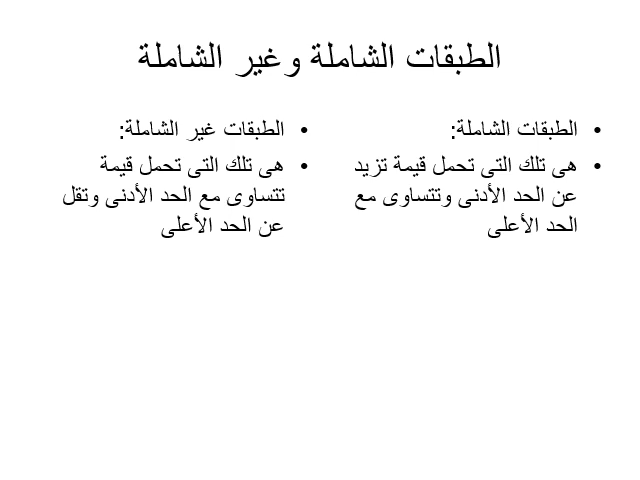 الطبقات الشاملة وغير الشاملة
• الطبقات الشاملة:
• هى تلك التى تحمل قيمة تزيد
عن الحد الأدنى وتتساوى مع
الحد الأعلى
• الطبقات غير الشاملة:
• هى تلك التى تحمل قيمة
تتساوى مع الحد الأدنى وتقل
عن الحد الأعلى